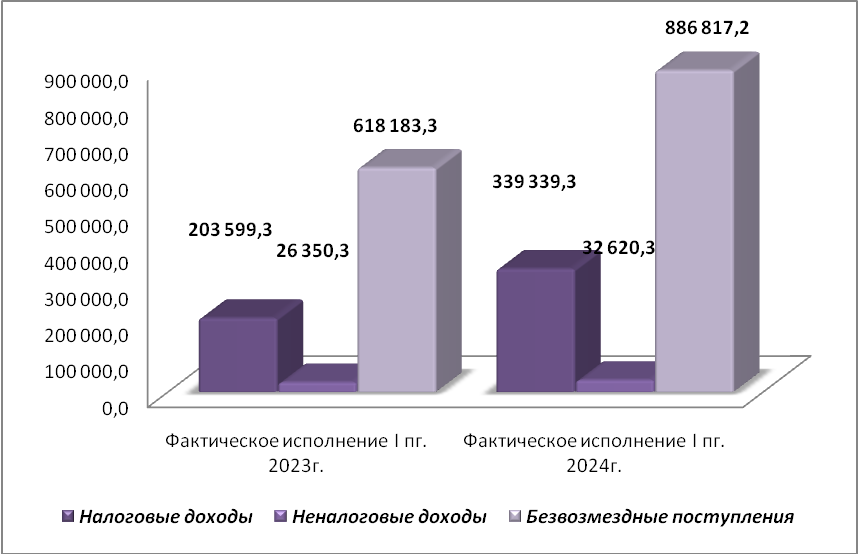 886 817,2
900 000,0
800 000,0
700 000,0
600 000,0
500 000,0
400 000,0
300 000,0
200 000,0
100 000,0
0,0
618 183,3
339 339,3
203 599,3
26 350,3
32 620,3
Фактическое исполнение I пг.
2023г.
Фактическое исполнение I пг.
2024г.
Налоговые доходы
Неналоговые доходы
Безвозмездные поступления